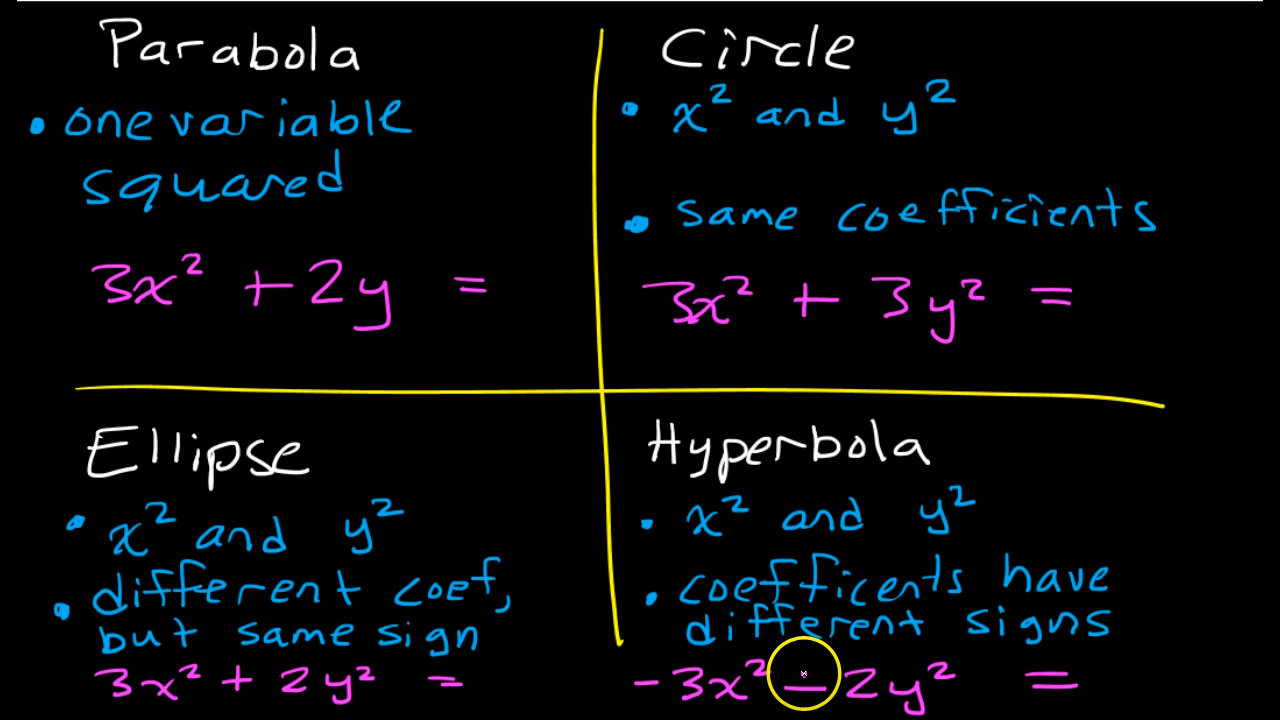 Parabola
• one variable
squared
3x² + 2y =
Circle
• x² and y²
• same coefficients
3x² + 3y² =
Ellipse
• x² and y²
• different coef,
but same sign
3x² + 2y² =
Hyperbola
• x² and y²
• coefficents have
different signs
-3x² - 2y² =